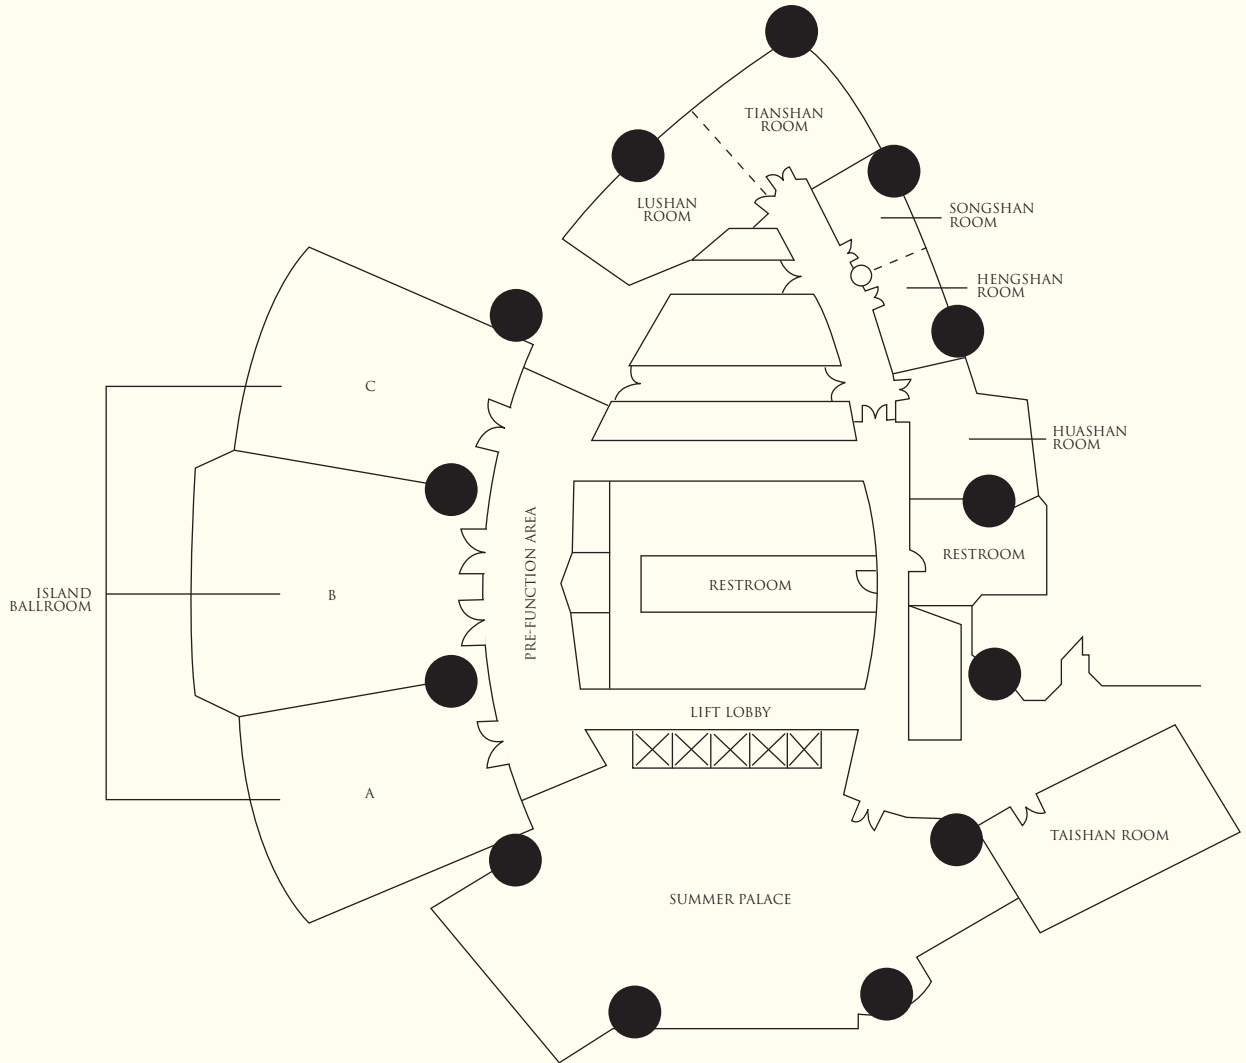 TIANSHAN
ROOM
LUSHAN
ROOM
SONGSHAN
ROOM
HENGSHAN
ROOM
C
HUASHAN
ROOM
PRE-FUNCTION AREA
RESTROOM
RESTROOM
ISLAND
BALLROOM
B
LIFT LOBBY
A
TAISHAN ROOM
SUMMER PALACE